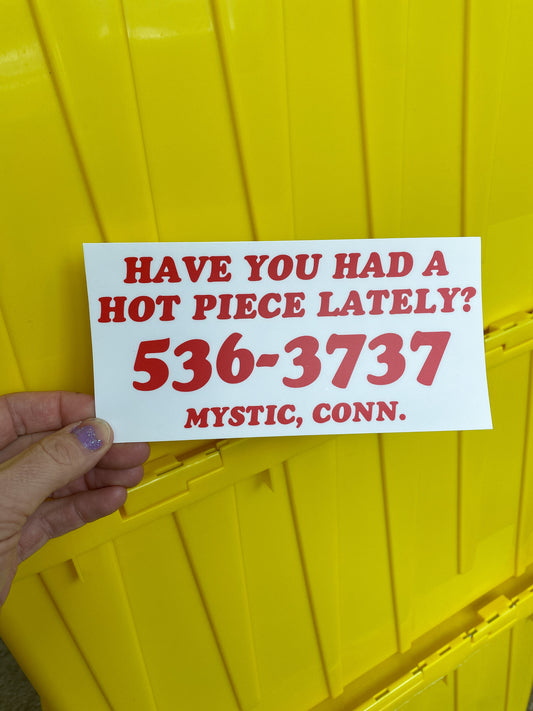 HAVE YOU HAD A
HOT PIECE LATELY?
536-3737
MYSTIC, CONN.